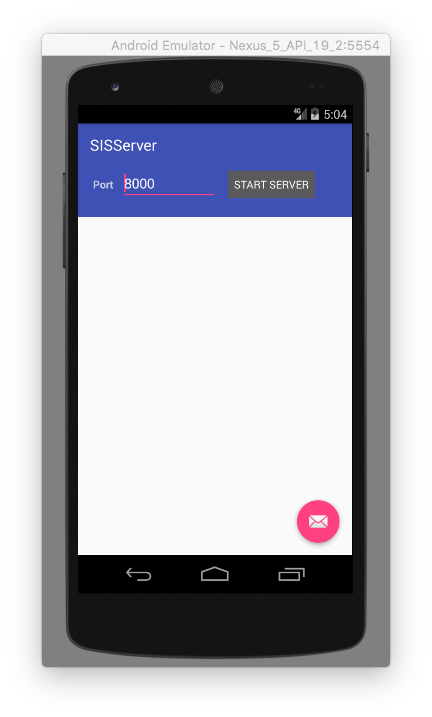 Android Emulator - Nexus_5_API_19_2:5554
4G 5:04
SISServer
Port 8000 START SERVER